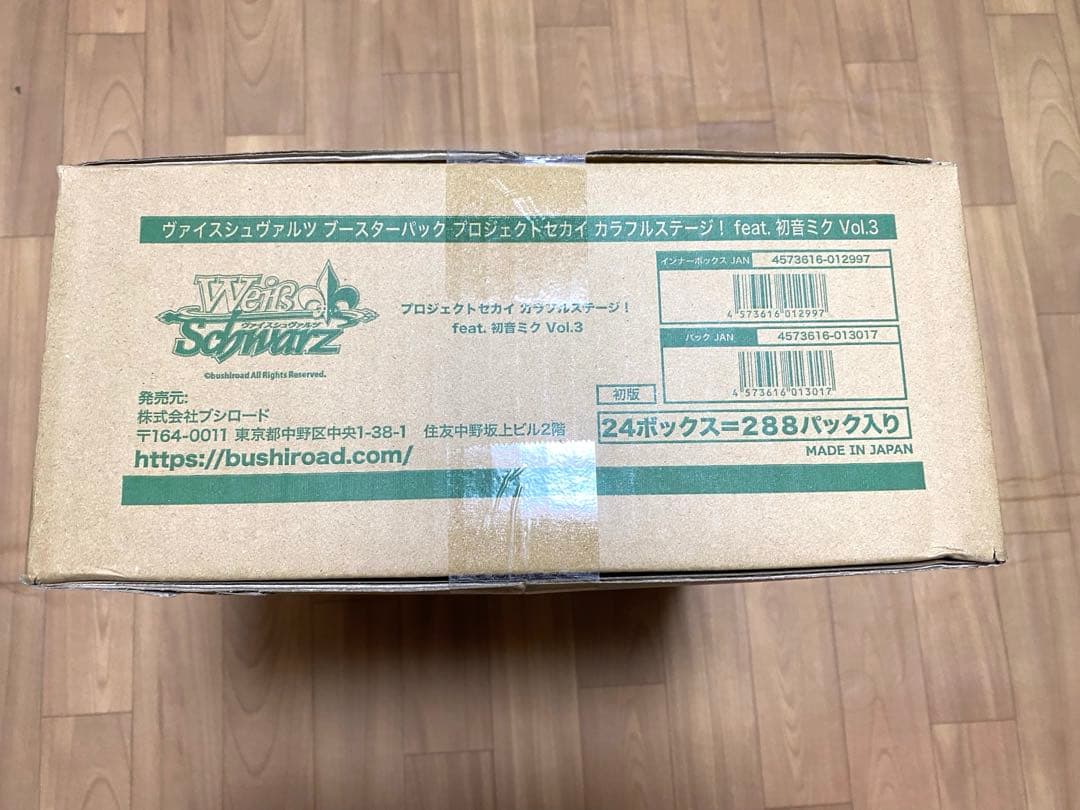 ヴァイスシュヴァルツ ブースターパック プロジェクトセカイ カラフルステージ! feat. 初音ミク Vol.3
Weiß
ヴァイスシュヴァルツ
Schwarz
©bushiroad All Rights Reserved.
プロジェクトセカイ カラフルステージ!
feat. 初音ミク Vol.3
インナーボックス JAN 4573616-012997
4 573616 012997
パック JAN 4573616-013017
4 573616 013017
発売元:
株式会社ブシロード
〒164-0011 東京都中野区中央1-38-1 住友中野坂上ビル2階
https://bushiroad.com/
初版
24ボックス=288パック入り
MADE IN JAPAN